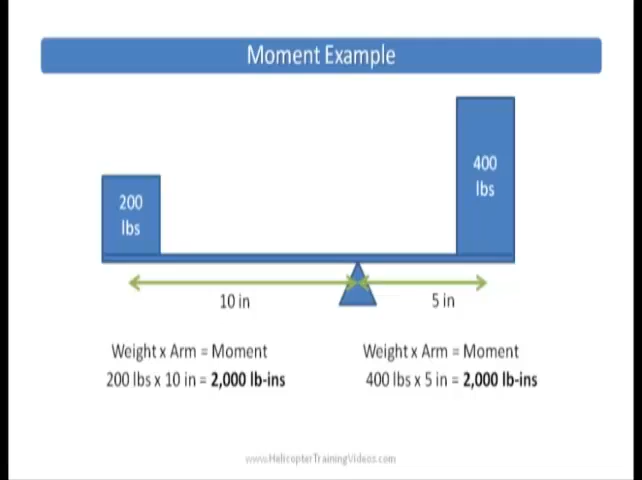 Moment Example
200
lbs
400
lbs
10 in
5 in
Weight x Arm = Moment
200 lbs x 10 in = 2,000 lb-ins
Weight x Arm = Moment
400 lbs x 5 in = 2,000 lb-ins
www.HelicopterTrainingVideos.com